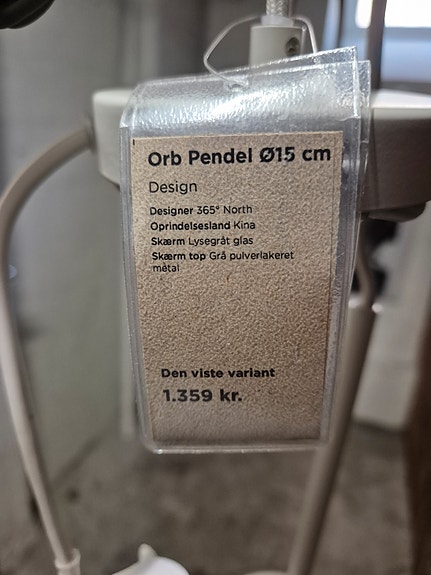 Orb Pendel Ø15 cm
Design
Designer 365° North
Oprindelsesland Kina
Skærm Lysegråt glas
Skærm top Grå pulverlakeret
metal
Den viste variant
1.359 kr.